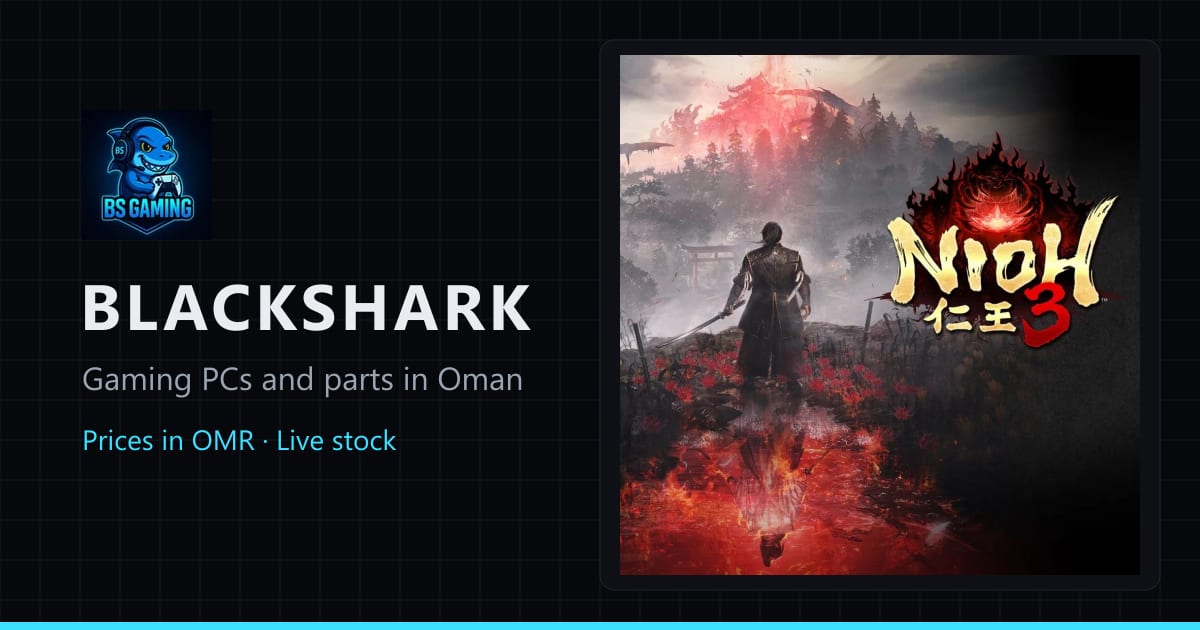 BS
BS GAMING
BLACKSHARK
Gaming PCs and parts in Oman
Prices in OMR · Live stock
NIOH
仁王3
TM